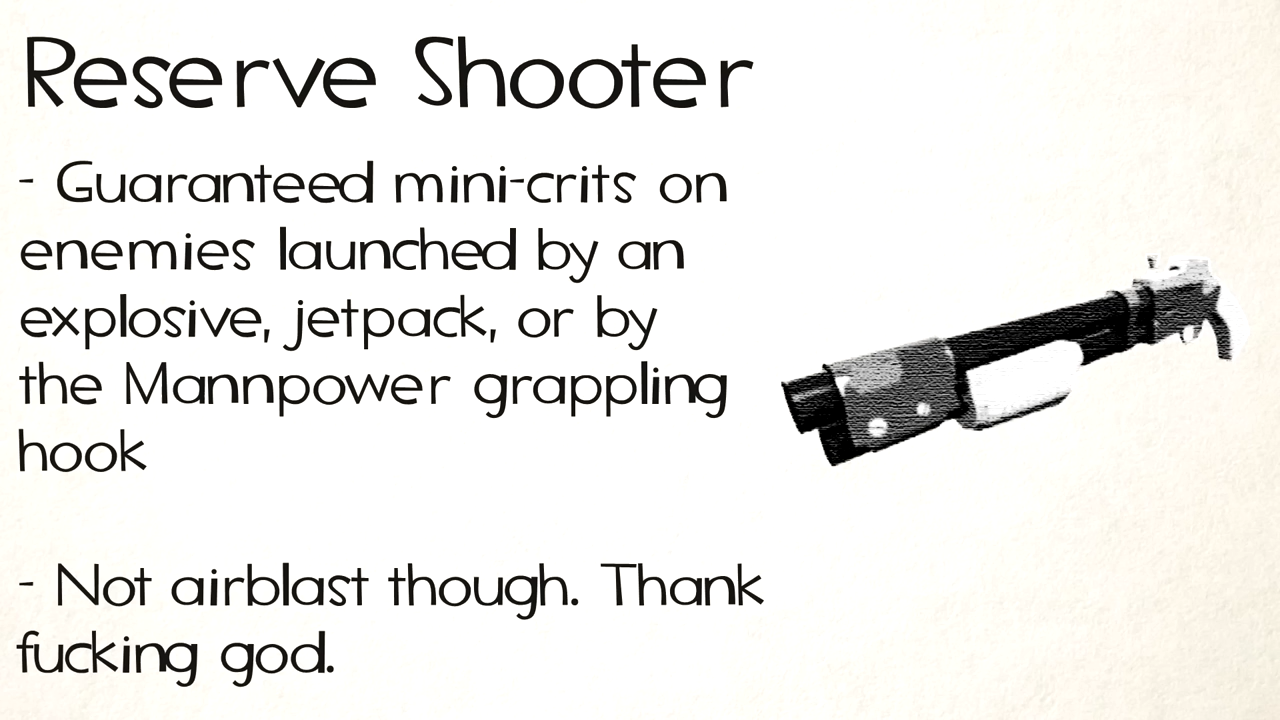 Reserve Shooter
- Guaranteed mini-crits on
enemies launched by an
explosive, jetpack, or by
the Mannpower grappling
hook
- Not airblast though. Thank
fucking god.